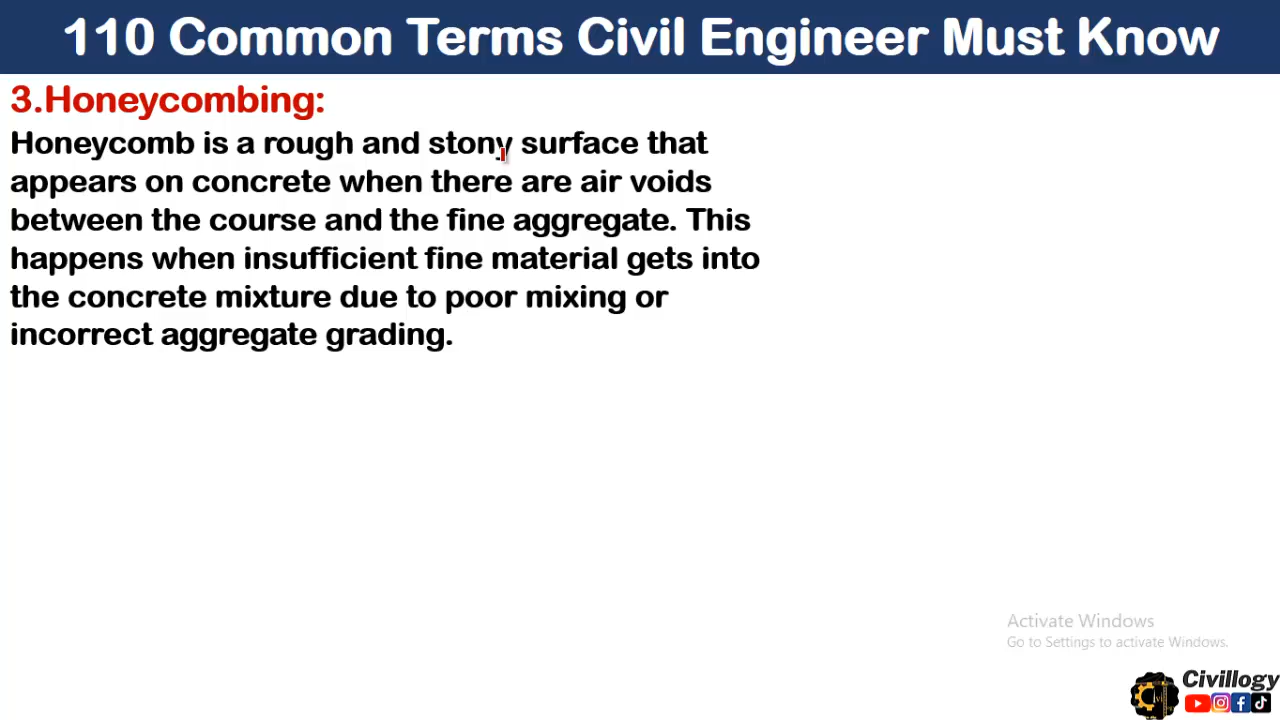 110 Common Terms Civil Engineer Must Know
3.Honeycombing:
Honeycomb is a rough and stony surface that
appears on concrete when there are air voids
between the course and the fine aggregate. This
happens when insufficient fine material gets into
the concrete mixture due to poor mixing or
incorrect aggregate grading.
Activate Windows
Go to Settings to activate Windows.
Civillogy